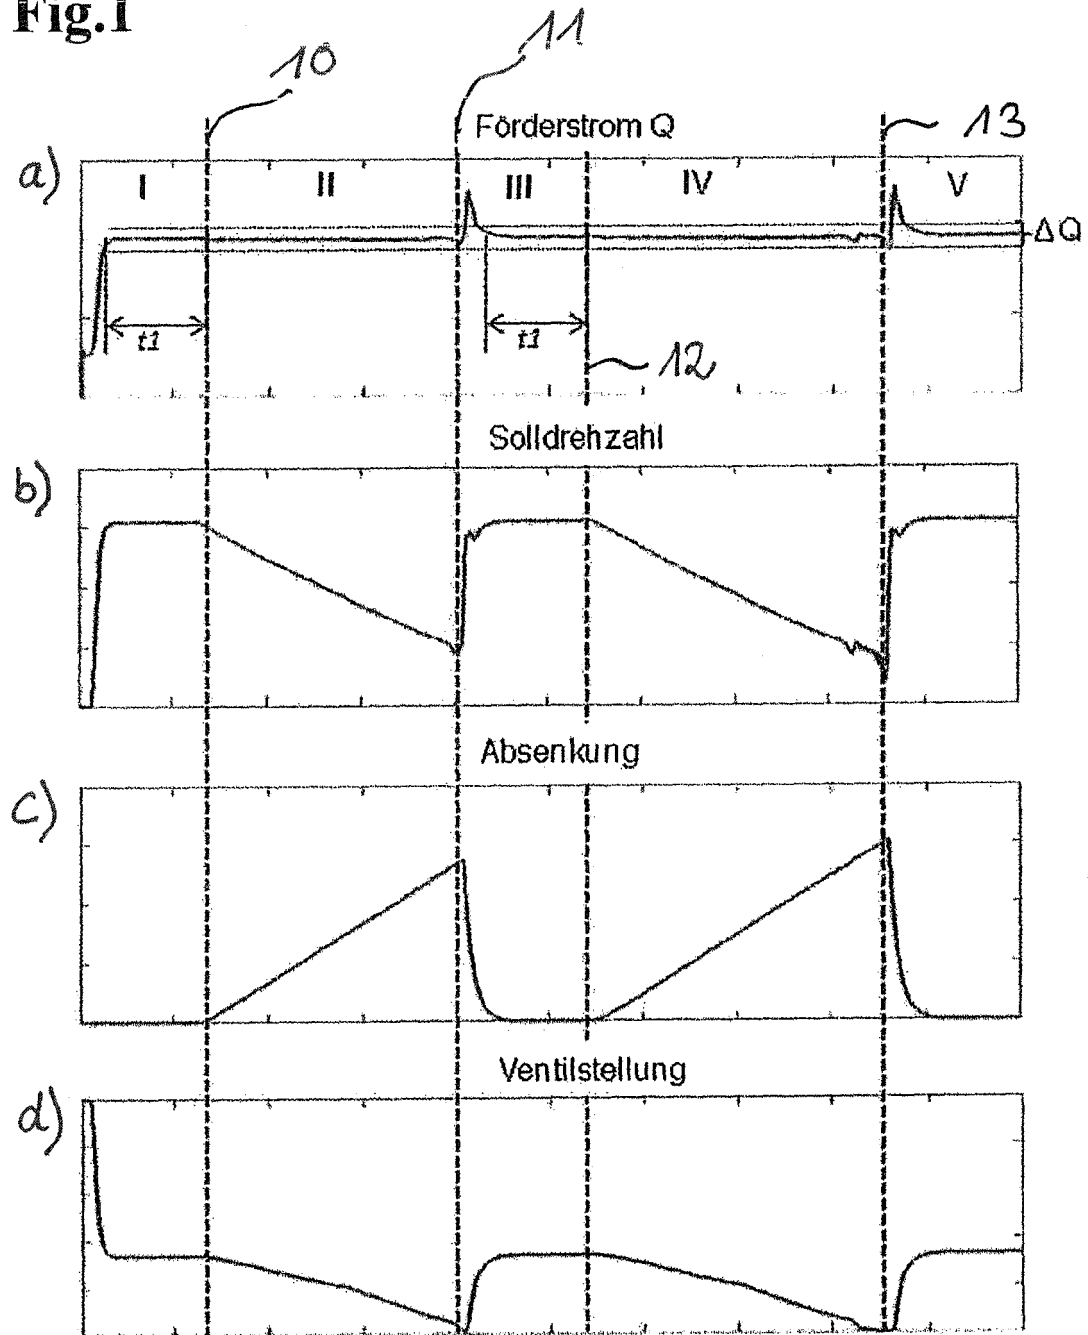 Fig.1
10
11
13
Förderstrom Q
a)
I II III IV V
ΔQ
t1 t1
12
Solldrehzahl
b)
Absenkung
c)
Ventilstellung
d)